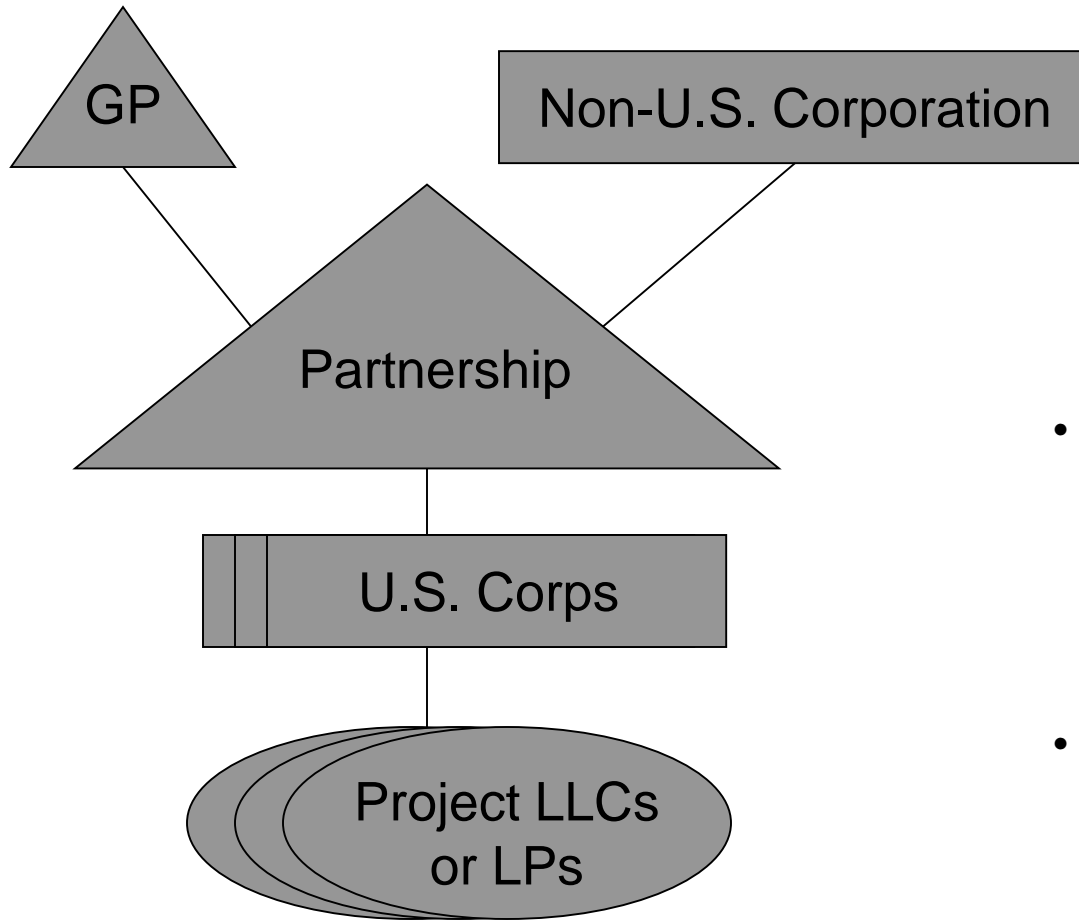 GP
Non-U.S. Corporation
Partnership
•
U.S. Corps
•
Project LLCs
or LPs